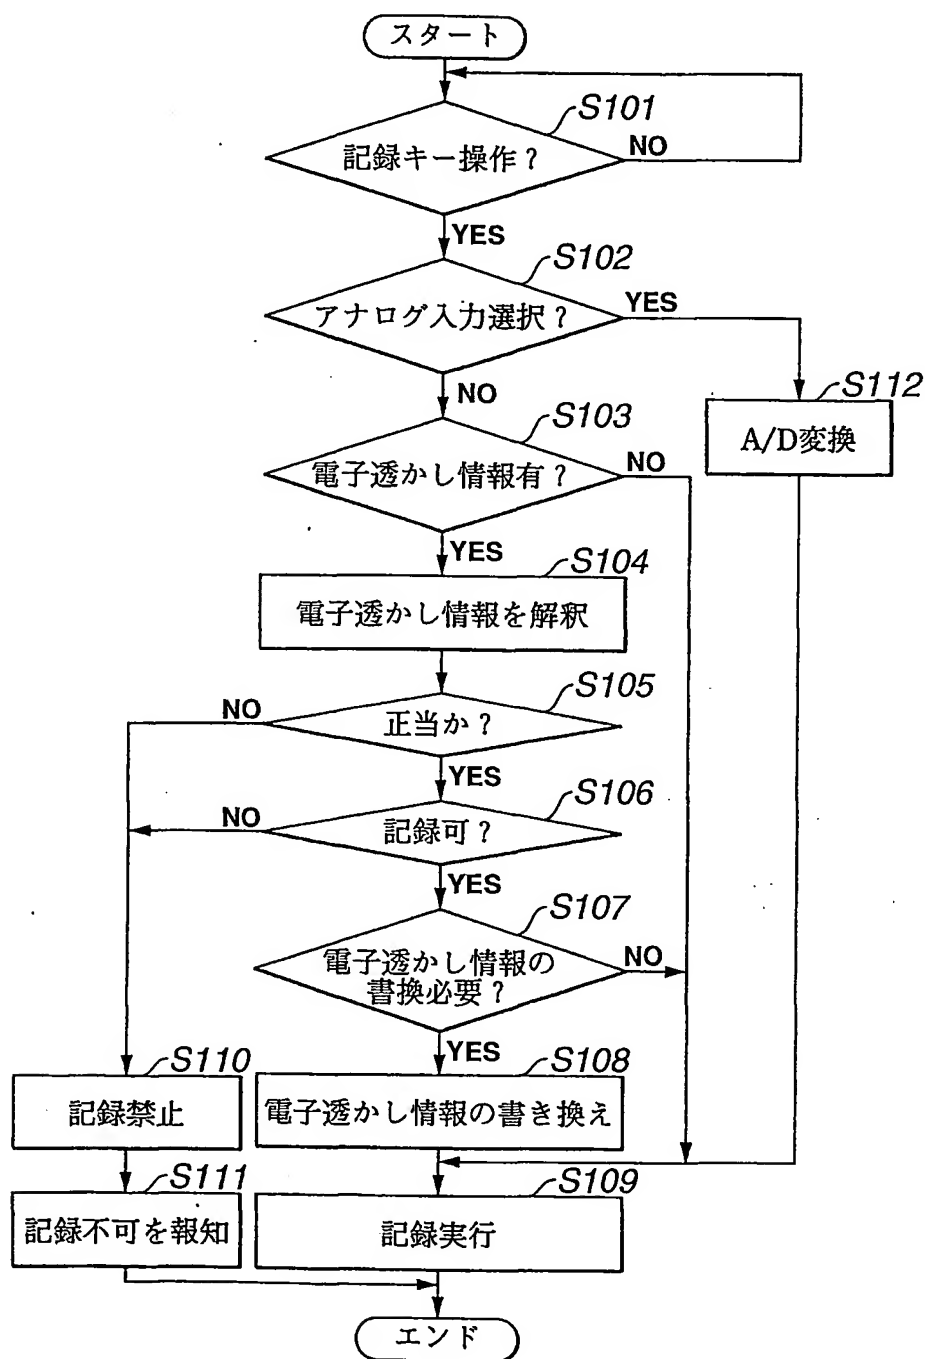 スタート
S101
記録キー操作?
NO
YES
S102
アナログ入力選択?
YES
NO
S112
A/D変換
S103
電子透かし情報有?
NO
YES
S104
電子透かし情報を解釈
S105
正当か?
NO
YES
S106
記録可?
NO
YES
S107
電子透かし情報の
書換必要?
NO
YES
S110
記録禁止
S108
電子透かし情報の書き換え
S111
記録不可を報知
S109
記録実行
エンド